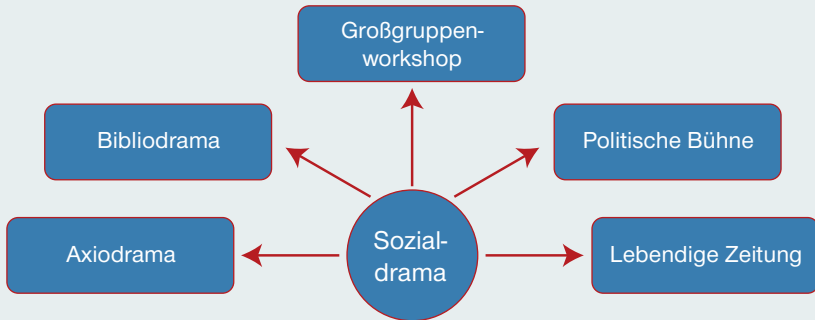 Großgruppen-
workshop
Bibliodrama
Politische Bühne
Axiodrama
Sozial-
drama
Lebendige Zeitung